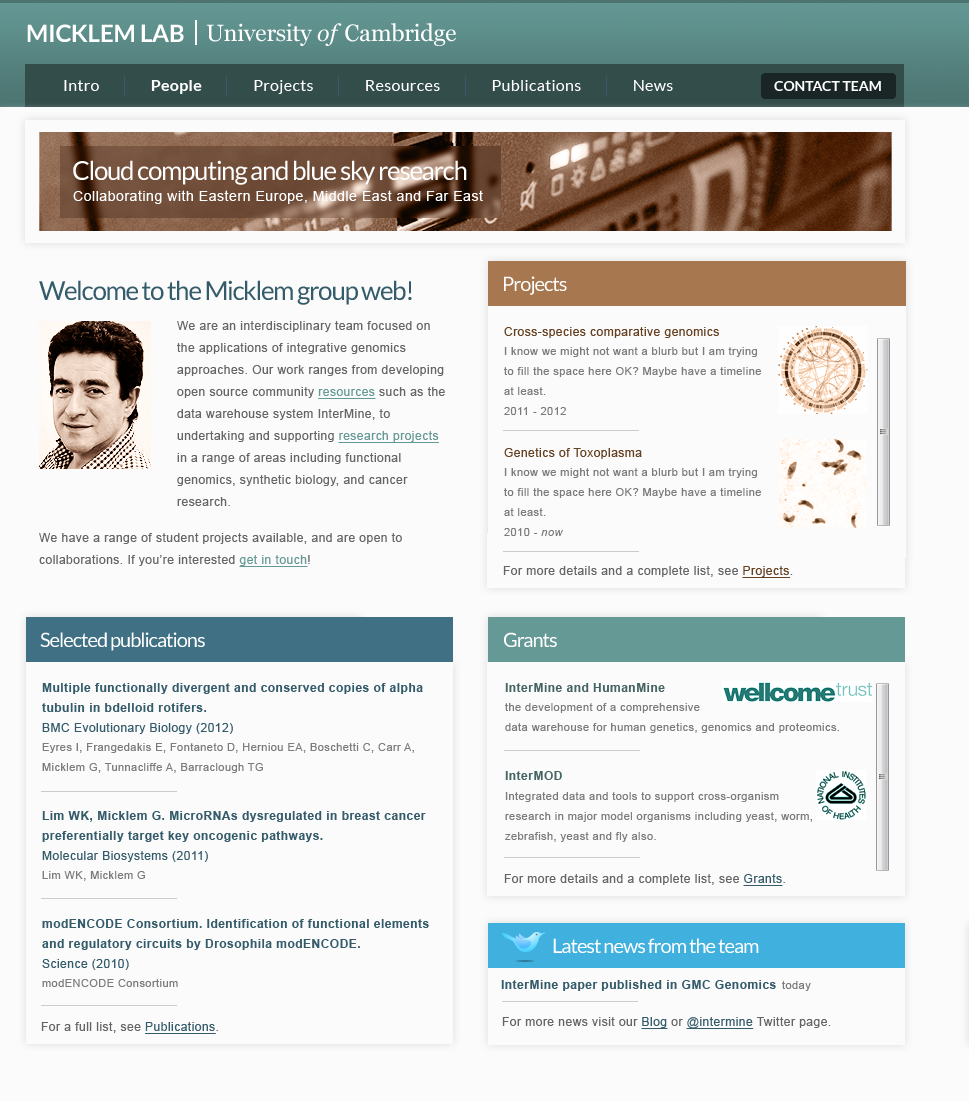 MICKLEM LAB | University of Cambridge
Intro
People
Projects
Resources
Publications
News
CONTACT TEAM
Cloud computing and blue sky research
Collaborating with Eastern Europe, Middle East and Far East
Welcome to the Micklem group web!
We are an interdisciplinary team focused on
the applications of integrative genomics
approaches. Our work ranges from developing
open source community resources such as the
data warehouse system InterMine, to
undertaking and supporting research projects
in a range of areas including functional
genomics, synthetic biology, and cancer
research.
We have a range of student projects available, and are open to
collaborations. If you're interested get in touch!
Projects
Cross-species comparative genomics
I know we might not want a blurb but I am trying
to fill the space here OK? Maybe have a timeline
at least.
2011 - 2012
Genetics of Toxoplasma
I know we might not want a blurb but I am trying
to fill the space here OK? Maybe have a timeline
at least.
2010 - now
For more details and a complete list, see Projects.
Selected publications
Multiple functionally divergent and conserved copies of alpha
tubulin in bdelloid rotifers.
BMC Evolutionary Biology (2012)
Eyres I, Frangedakis E, Fontaneto D, Herniou EA, Boschetti C, Carr A,
Micklem G, Tunnacliffe A, Barraclough TG
Lim WK, Micklem G. MicroRNAs dysregulated in breast cancer
preferentially target key oncogenic pathways.
Molecular Biosystems (2011)
Lim WK, Micklem G
modENCODE Consortium. Identification of functional elements
and regulatory circuits by Drosophila modENCODE.
Science (2010)
modENCODE Consortium
For a full list, see Publications.
Grants
InterMine and HumanMine
wellcometrust
the development of a comprehensive
data warehouse for human genetics, genomics and proteomics.
InterMOD
NATIONAL INSTITUTES OF HEALTH
Integrated data and tools to support cross-organism
research in major model organisms including yeast, worm,
zebrafish, yeast and fly also.
For more details and a complete list, see Grants.
Latest news from the team
InterMine paper published in GMC Genomics today
For more news visit our Blog or @intermine Twitter page.